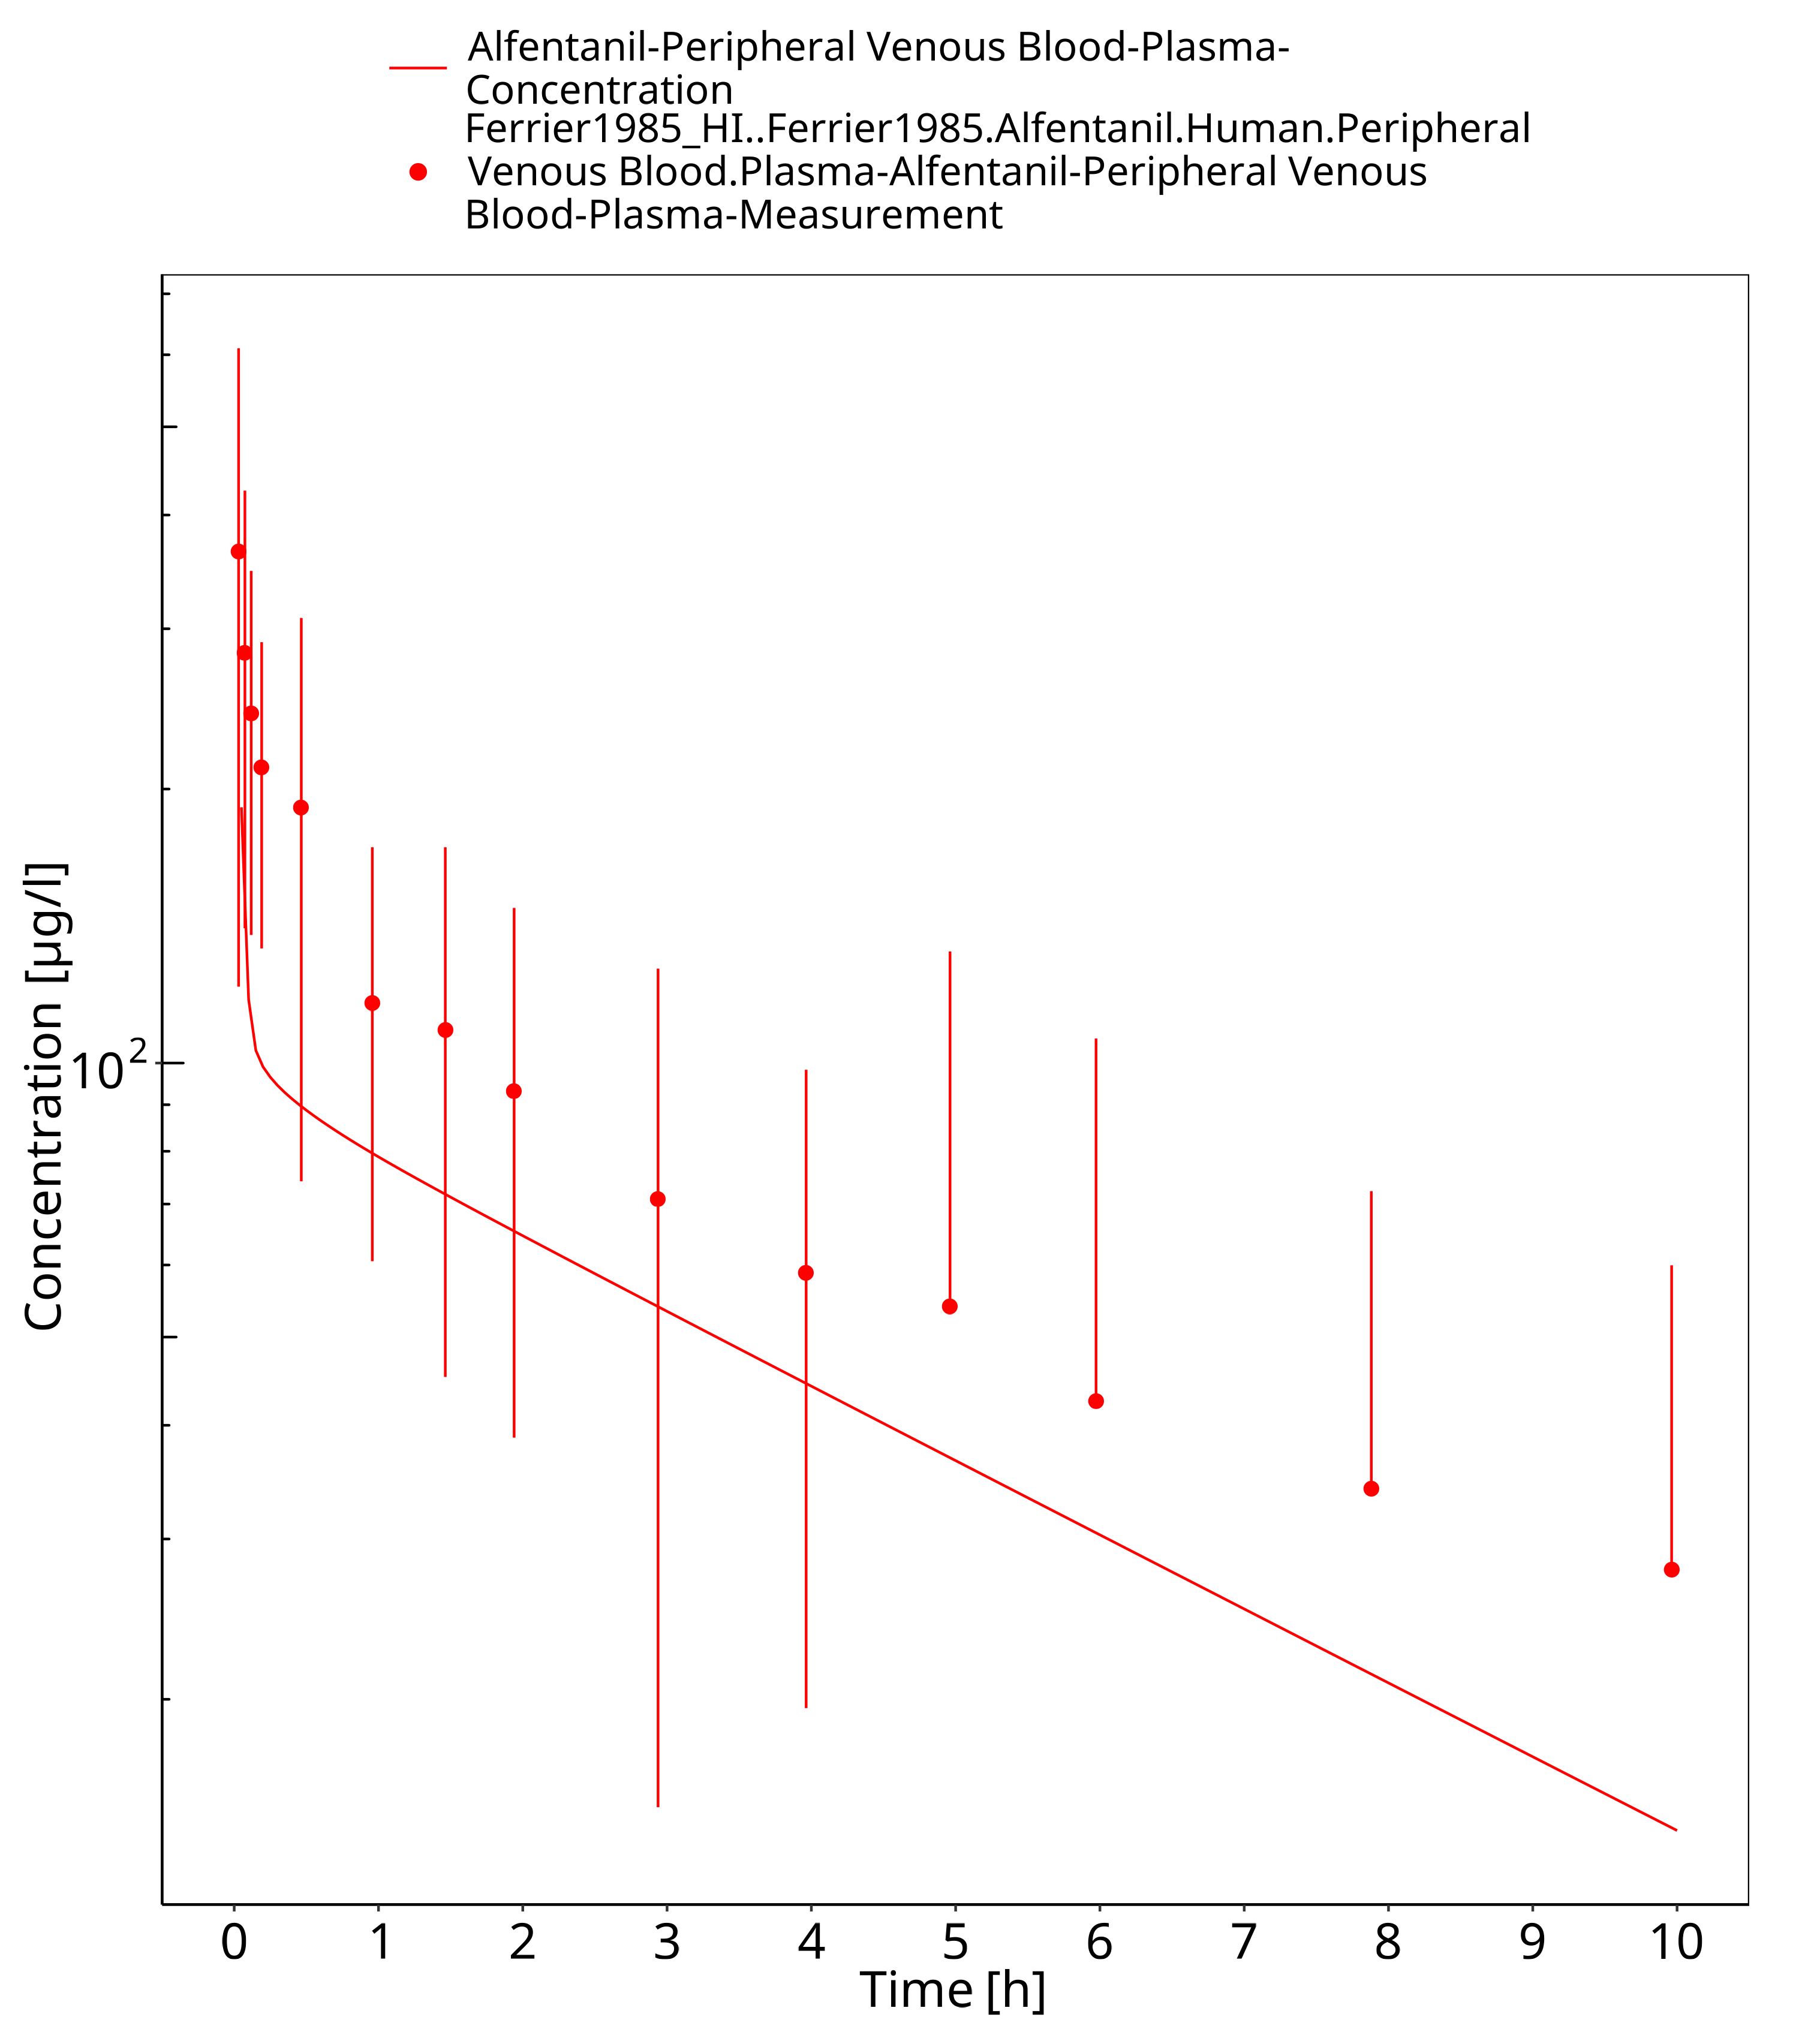 Alfentanil-Peripheral Venous Blood-Plasma-
Concentration
Ferrier1985_HI..Ferrier1985.Alfentanil.Human.Peripheral
Venous Blood.Plasma-Alfentanil-Peripheral Venous
Blood-Plasma-Measurement
Concentration [µg/l]
10²
0 1 2 3 4 5 6 7 8 9 10
Time [h]